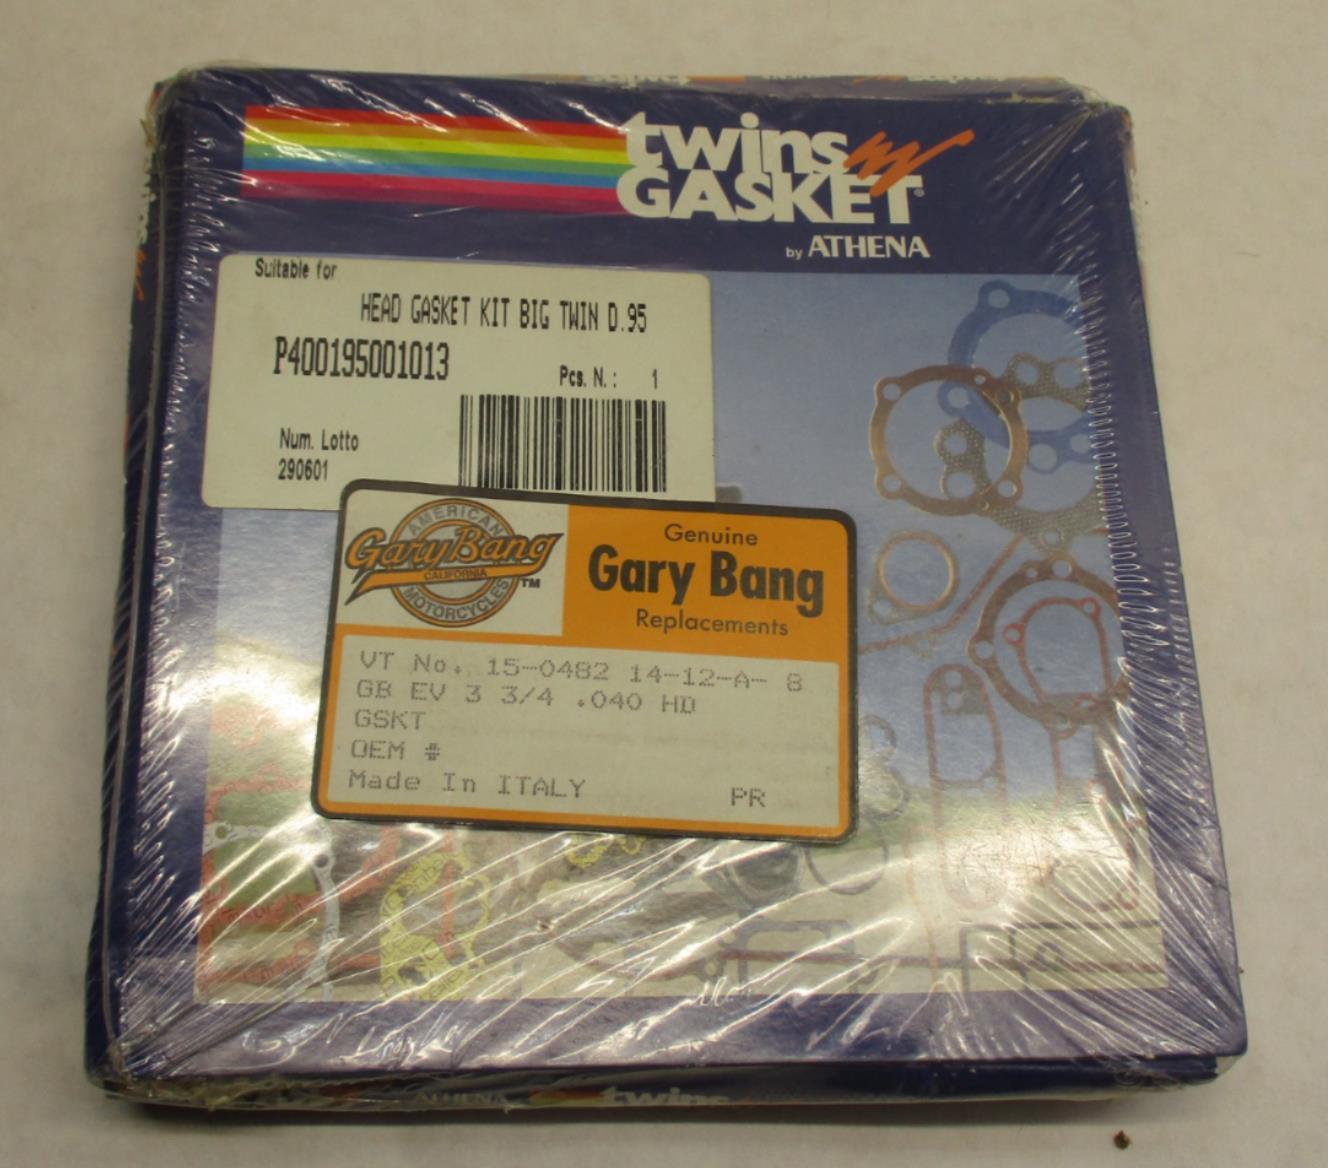 twins
GASKET®
by ATHENA
Suitable for
HEAD GASKET KIT BIG TWIN D.95
P400195001013
Pcs. N.: 1
Num. Lotto
290601
AMERICAN
Gary Bang
CALIFORNIA
MOTORCYCLES
™
Genuine
Gary Bang
Replacements
VT No. 15-0482 14-12-A- 8
GB EV 3 3/4 .040 HD
GSKT
OEM #
Made In ITALY PR
ATHENA twins